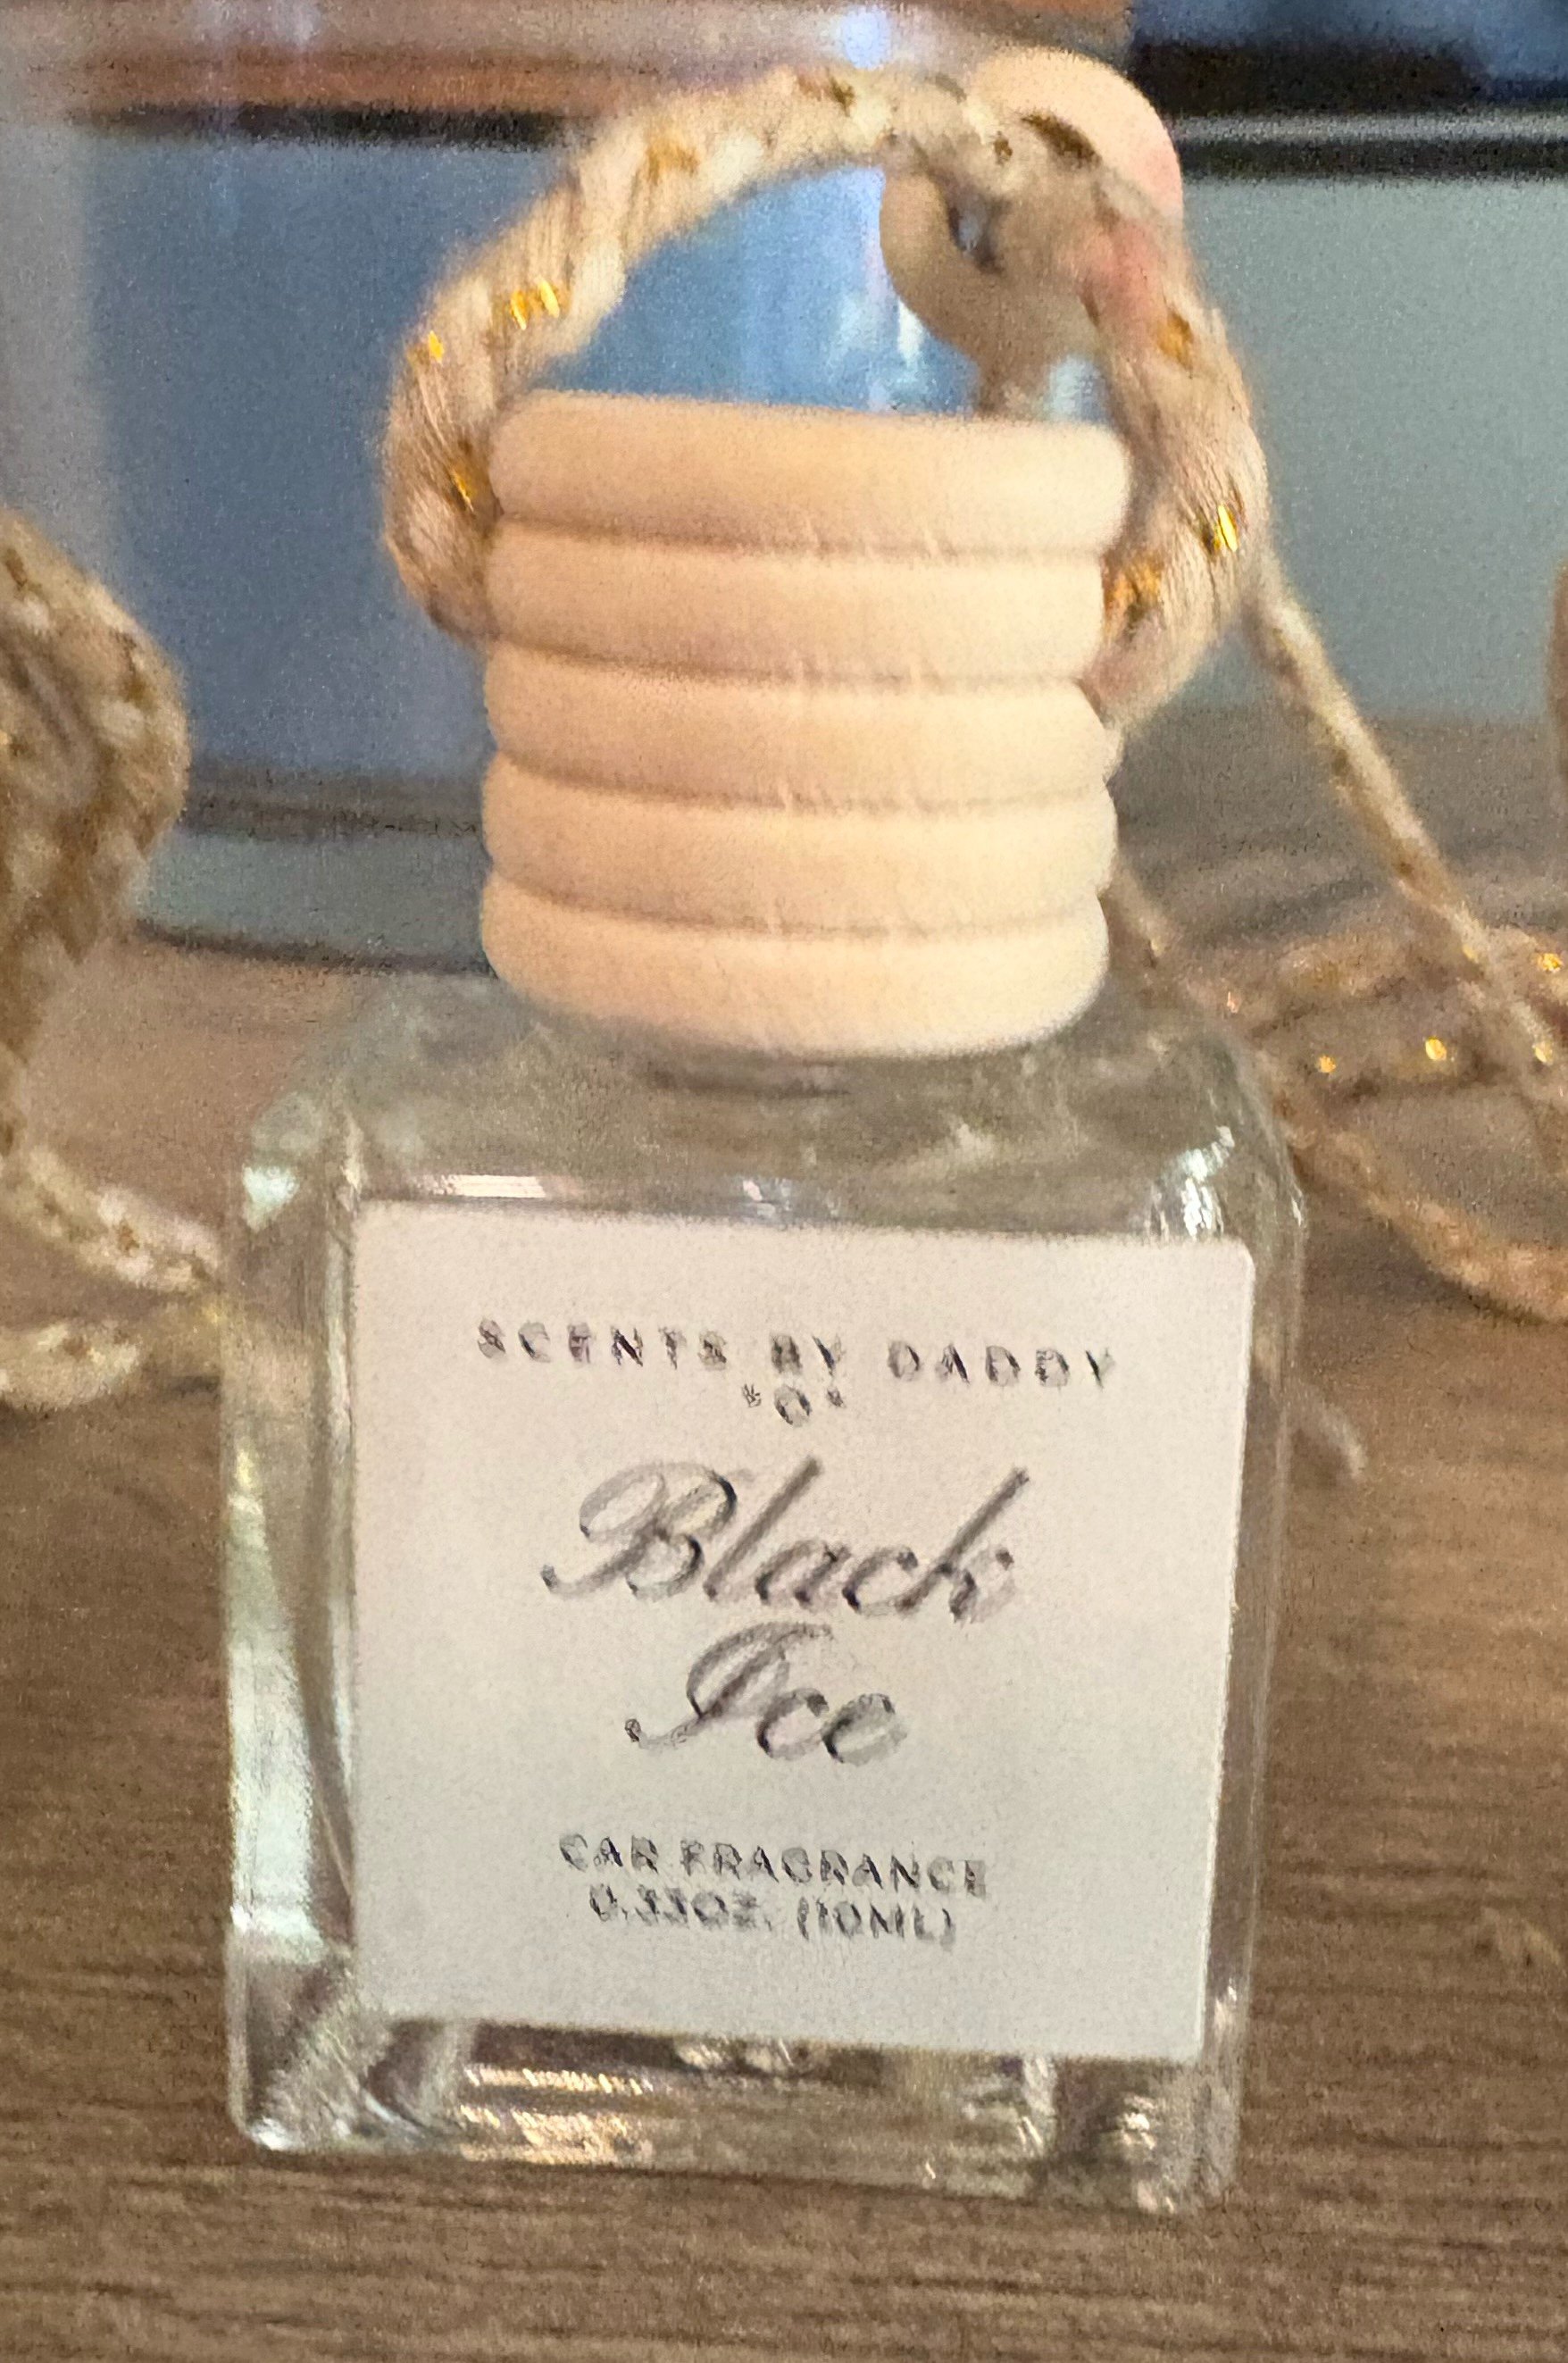 SCENTS BY DADDY
"O"
Black
Ice
CAR FRAGRANCE
0.33OZ. (10ML)